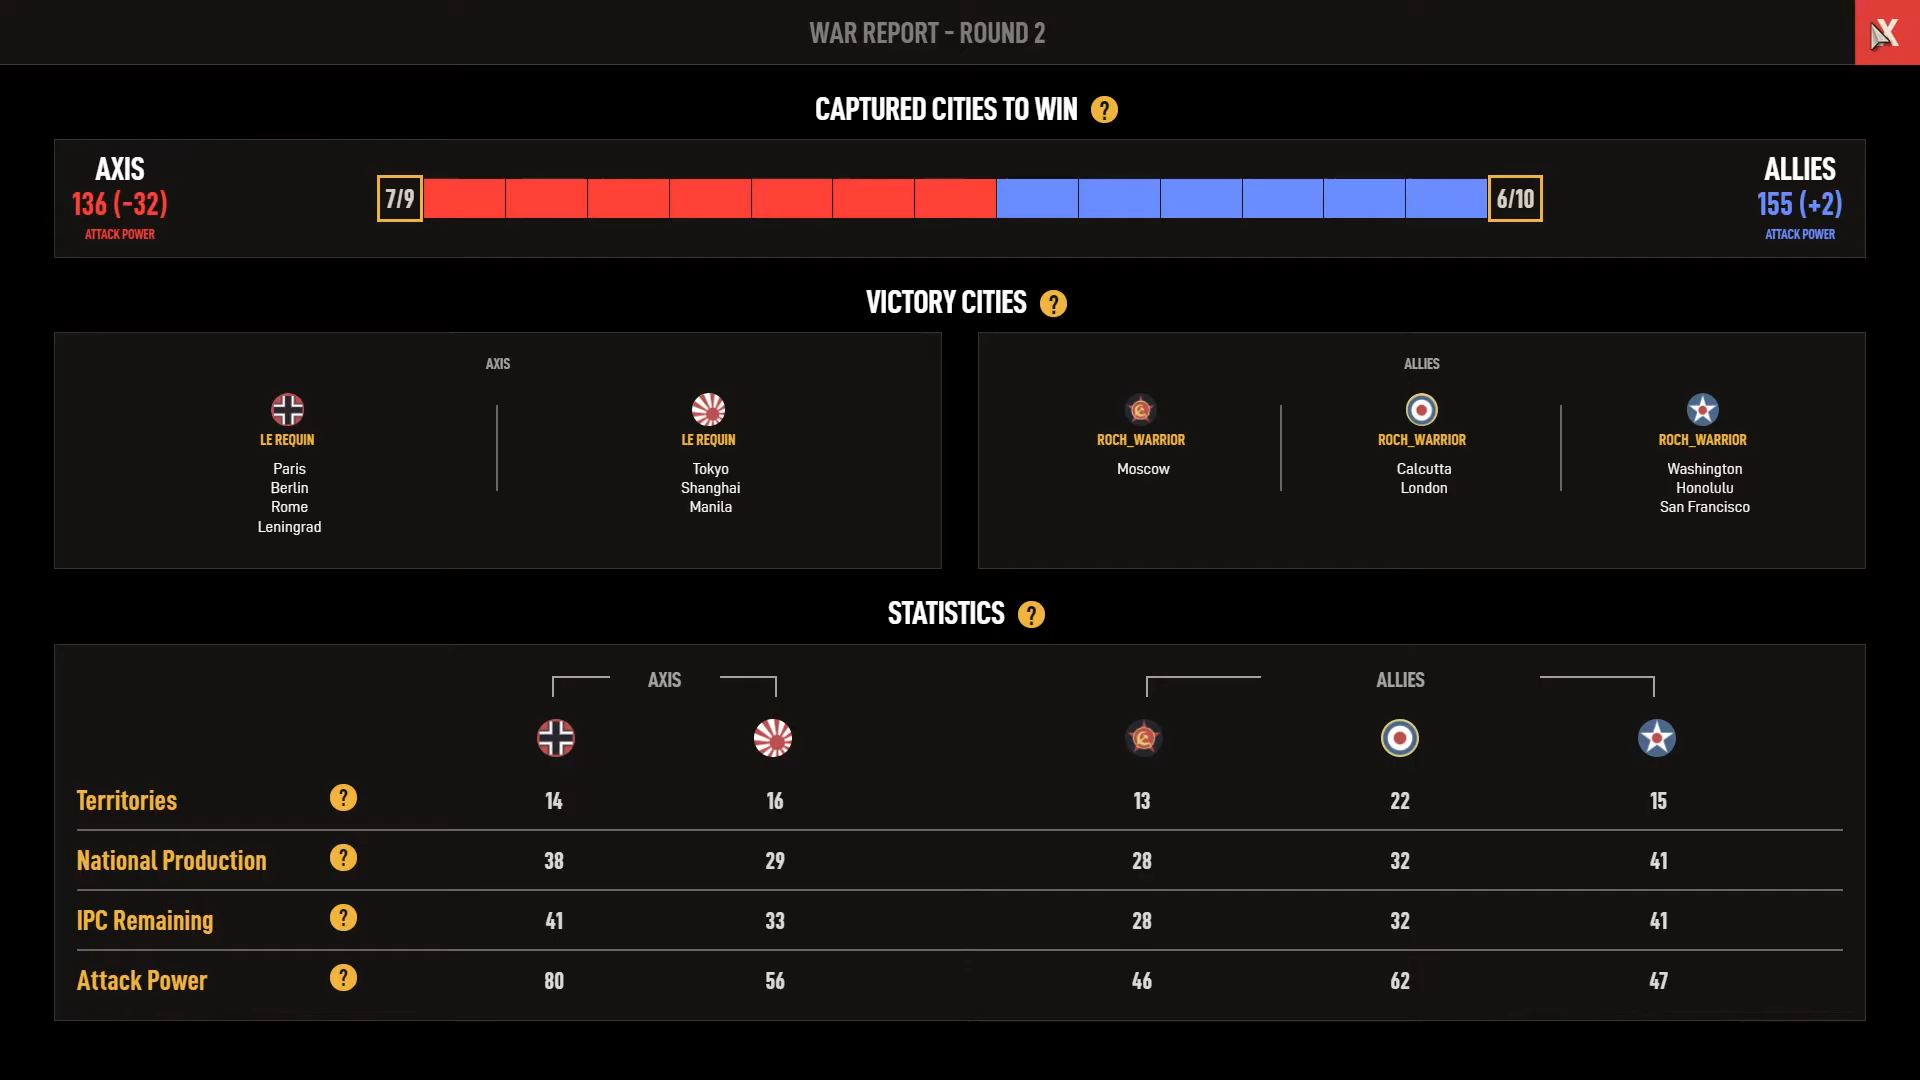 WAR REPORT - ROUND 2
X
CAPTURED CITIES TO WIN ?
AXIS
136 (-32)
ATTACK POWER
7/9
6/10
ALLIES
155 (+2)
ATTACK POWER
VICTORY CITIES ?
AXIS
LE REQUIN
Paris
Berlin
Rome
Leningrad
LE REQUIN
Tokyo
Shanghai
Manila
ALLIES
ROCH_WARRIOR
Moscow
ROCH_WARRIOR
Calcutta
London
ROCH_WARRIOR
Washington
Honolulu
San Francisco
STATISTICS ?
AXIS ALLIES
Territories ? 14 16 13 22 15
National Production ? 38 29 28 32 41
IPC Remaining ? 41 33 28 32 41
Attack Power ? 80 56 46 62 47